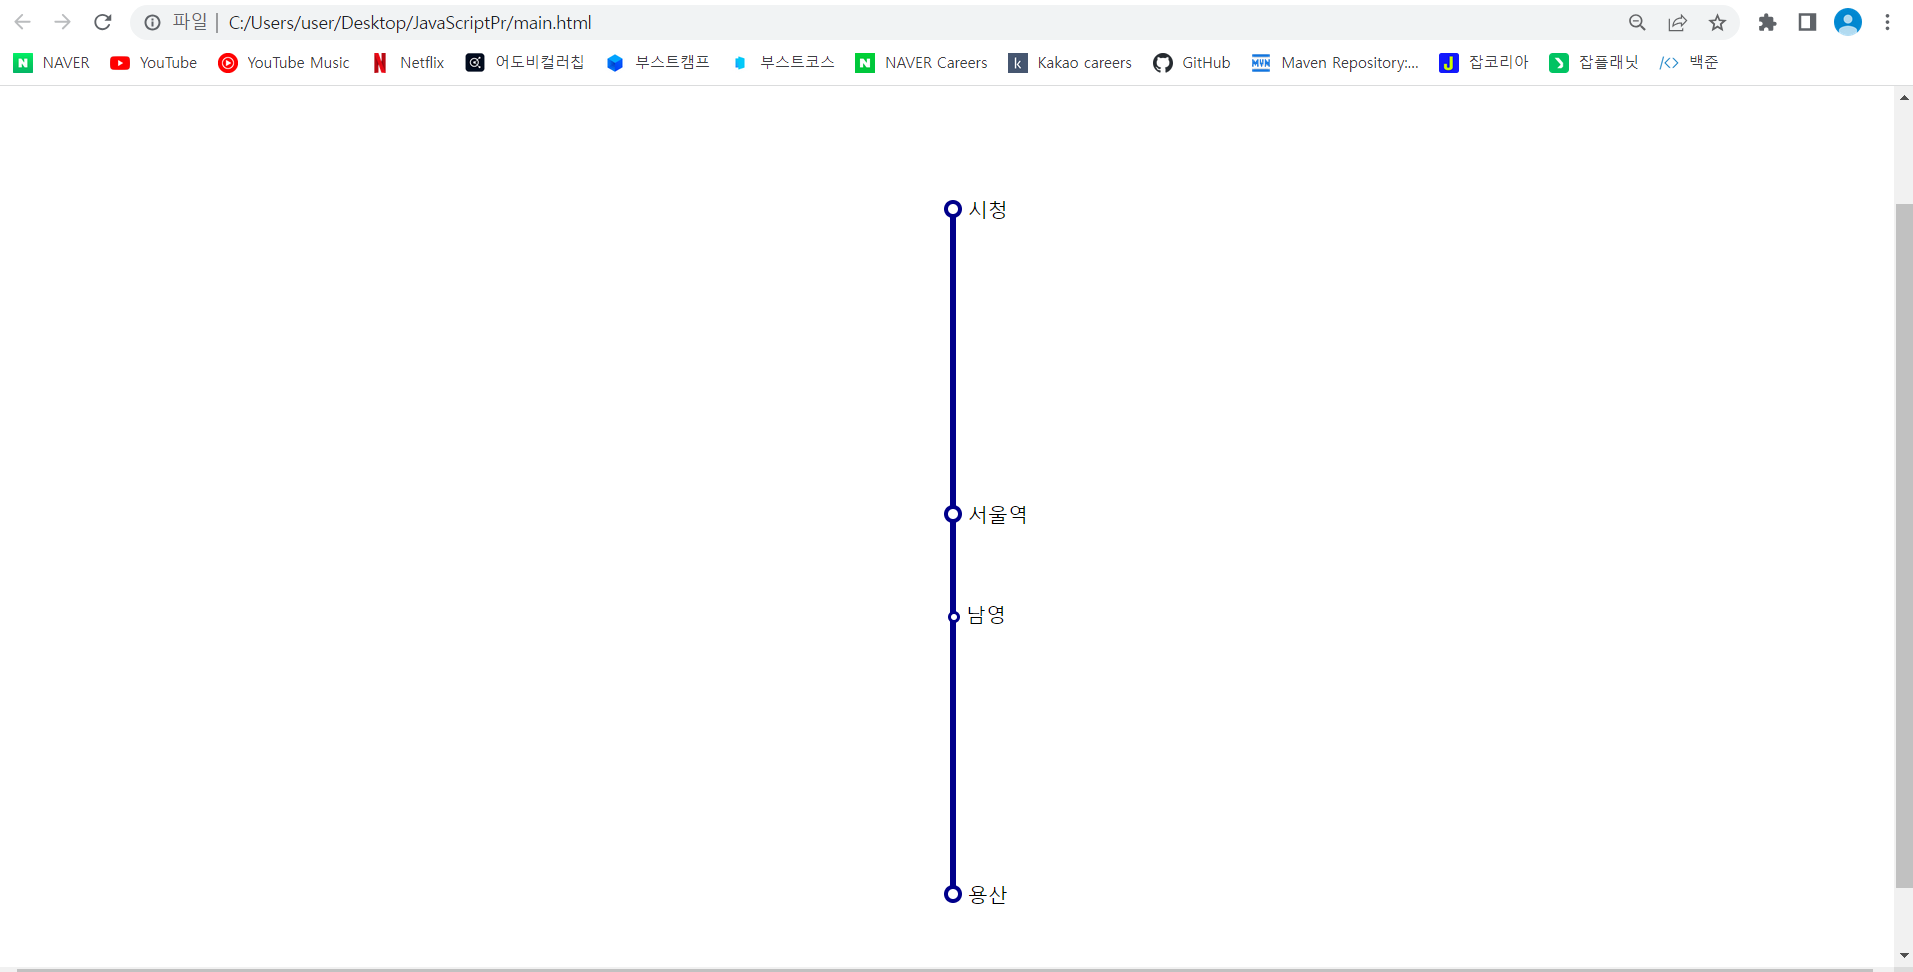 파일 | C:/Users/user/Desktop/JavaScriptPr/main.html
NAVER YouTube YouTube Music Netflix 어도비컬러칩 부스트캠프 부스트코스 NAVER Careers Kakao careers GitHub Maven Repository:... 잡코리아 잡플래닛 백준
시청
서울역
남영
용산